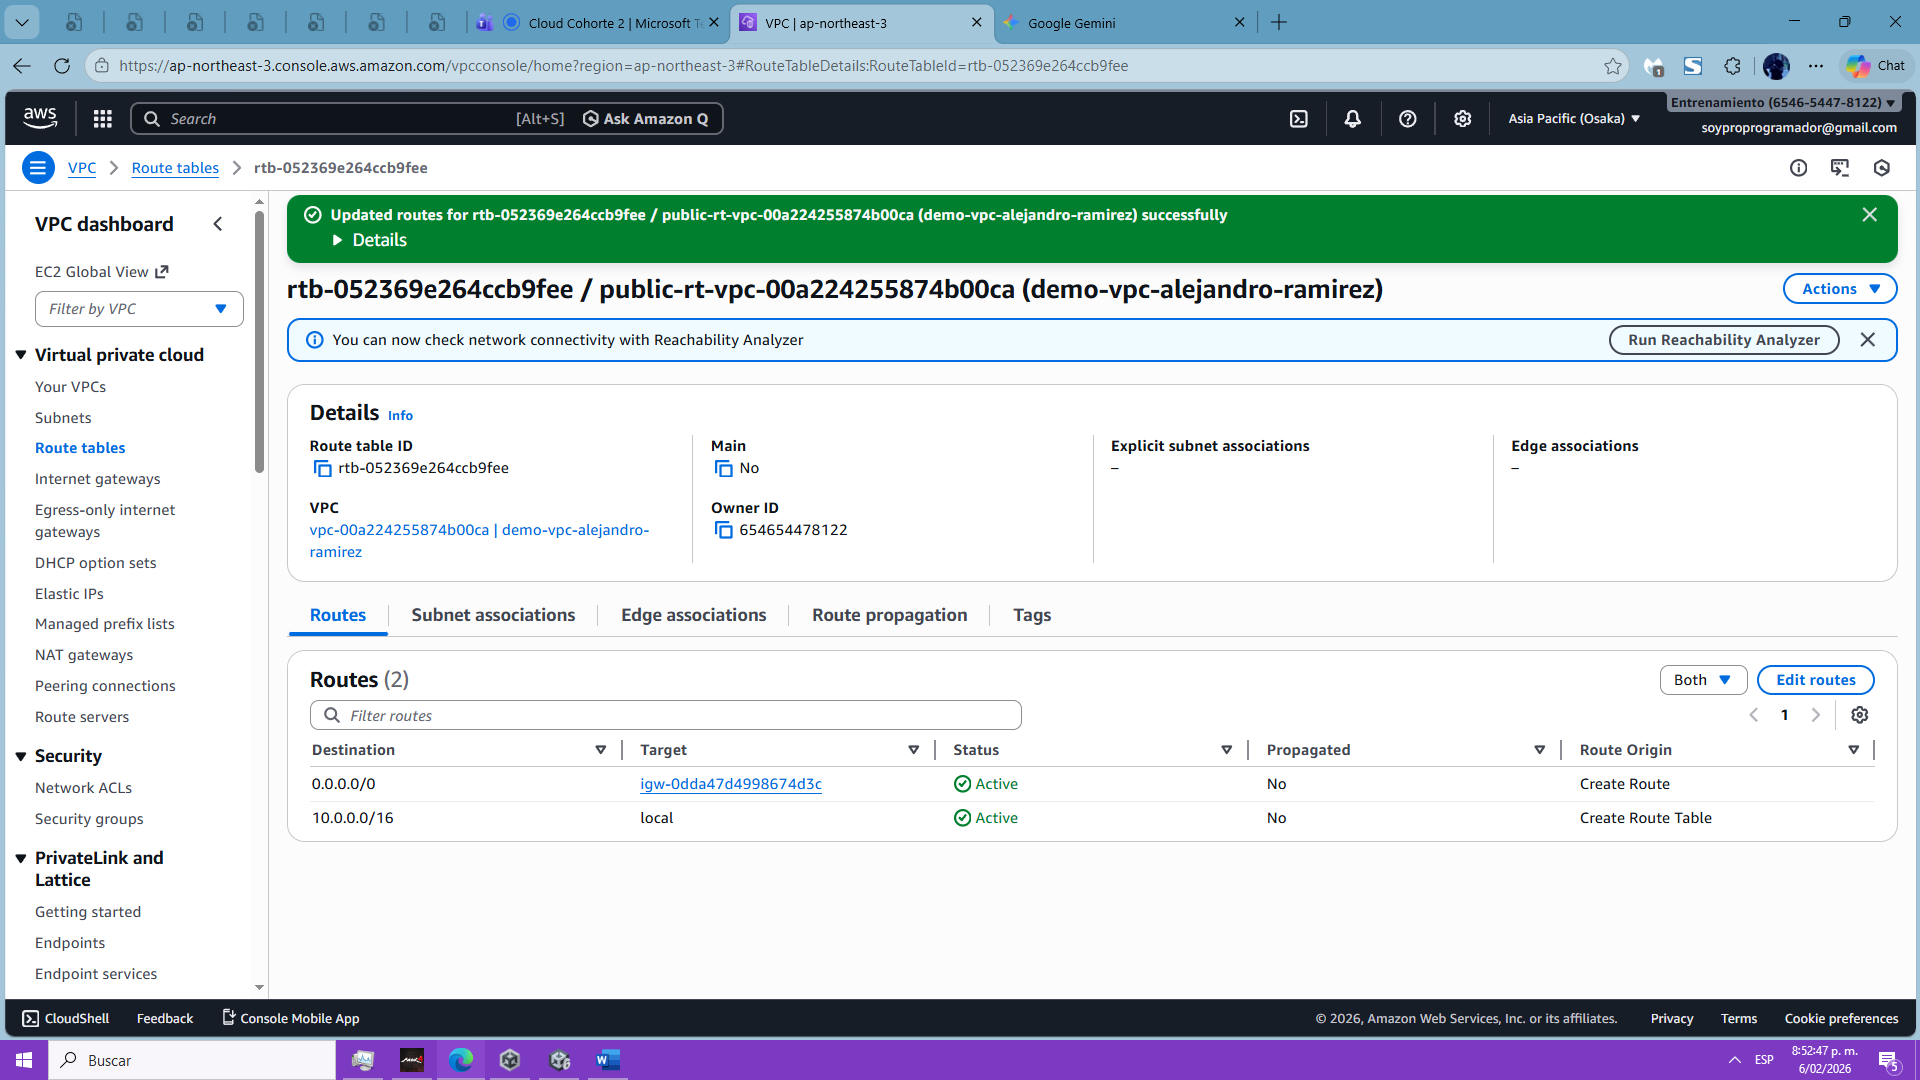 Cloud Cohorte 2 | Microsoft Te
VPC | ap-northeast-3
Google Gemini
https://ap-northeast-3.console.aws.amazon.com/vpcconsole/home?region=ap-northeast-3#RouteTableDetails:RouteTableId=rtb-052369e264ccb9fee
1
Chat
aws
Search
[Alt+S]
Ask Amazon Q
Asia Pacific (Osaka)
Entrenamiento (6546-5447-8122)
soyproprogramador@gmail.com
VPC
Route tables
rtb-052369e264ccb9fee
VPC dashboard
EC2 Global View
Filter by VPC
Virtual private cloud
Your VPCs
Subnets
Route tables
Internet gateways
Egress-only internet
gateways
DHCP option sets
Elastic IPs
Managed prefix lists
NAT gateways
Peering connections
Route servers
Security
Network ACLs
Security groups
PrivateLink and
Lattice
Getting started
Endpoints
Endpoint services
Updated routes for rtb-052369e264ccb9fee / public-rt-vpc-00a224255874b00ca (demo-vpc-alejandro-ramirez) successfully
Details
rtb-052369e264ccb9fee / public-rt-vpc-00a224255874b00ca (demo-vpc-alejandro-ramirez)
Actions
You can now check network connectivity with Reachability Analyzer
Run Reachability Analyzer
Details Info
Route table ID
rtb-052369e264ccb9fee
VPC
vpc-00a224255874b00ca | demo-vpc-alejandro-
ramirez
Main
No
Owner ID
654654478122
Explicit subnet associations
–
Edge associations
–
Routes
Subnet associations
Edge associations
Route propagation
Tags
Routes (2)
Both
Edit routes
Filter routes
1
Destination Target Status Propagated Route Origin
0.0.0.0/0 igw-0dda47d4998674d3c Active No Create Route
10.0.0.0/16 local Active No Create Route Table
CloudShell
Feedback
Console Mobile App
© 2026, Amazon Web Services, Inc. or its affiliates.
Privacy
Terms
Cookie preferences
Buscar
ESP
8:52:47 p. m.
6/02/2026
5